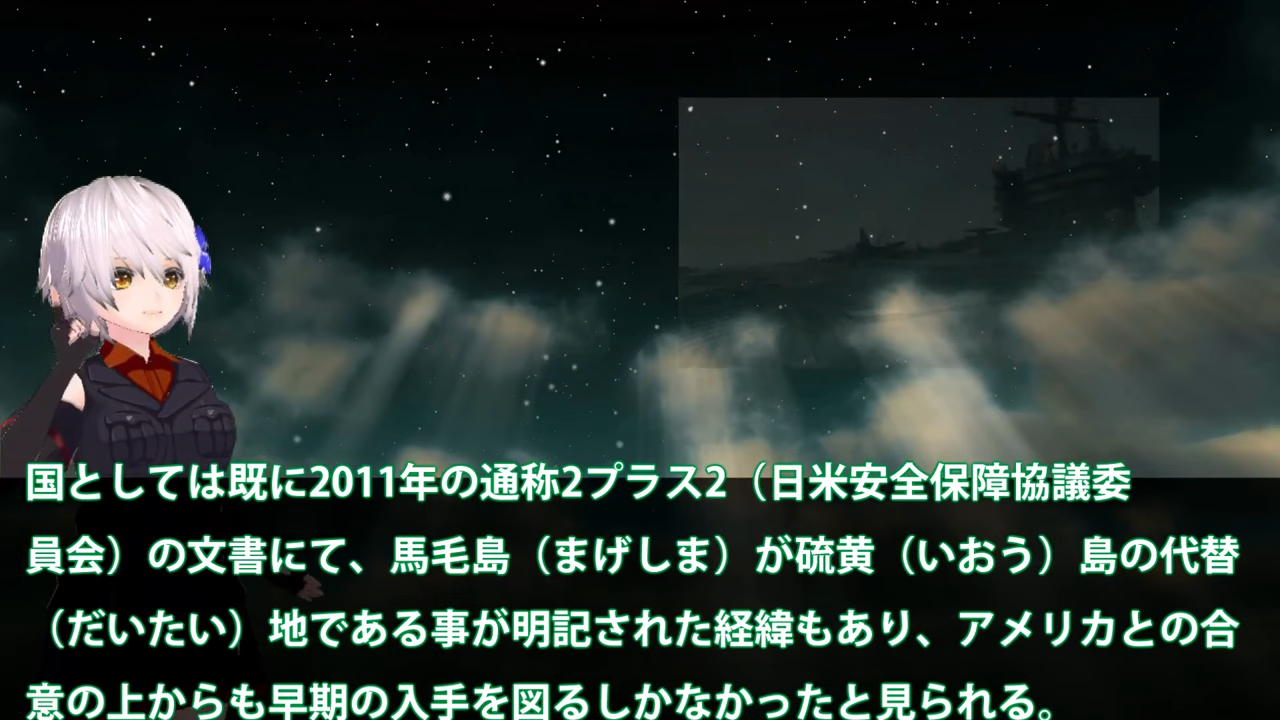 国としては既に2011年の通称2プラス2（日米安全保障協議委
員会）の文書にて、馬毛島（まげしま）が硫黄（いおう）島の代替
（だいたい）地である事が明記された経緯もあり、アメリカとの合
意の上からも早期の入手を図るしかなかったと見られる。